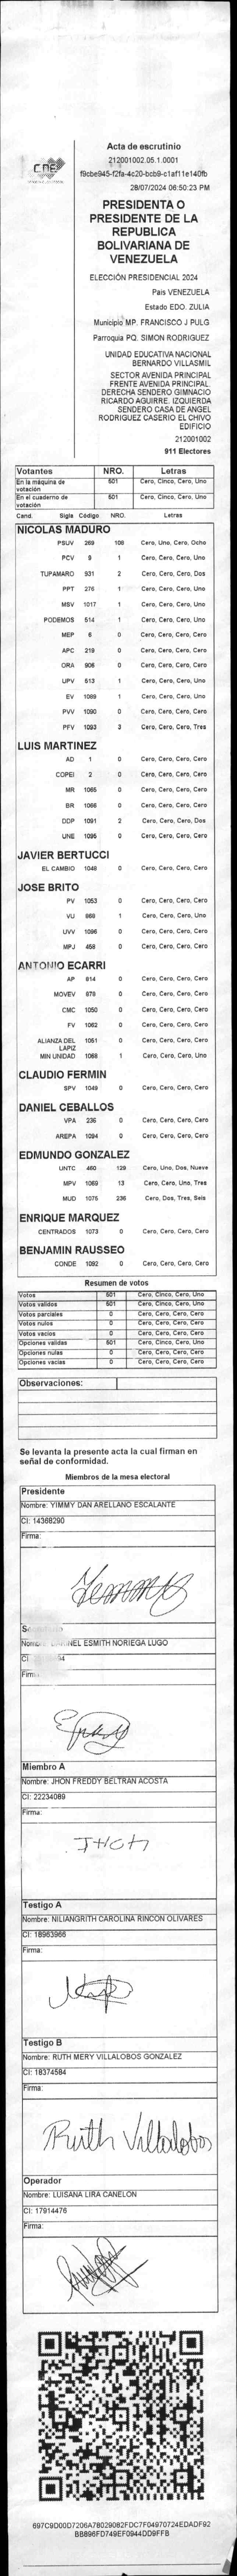 CNE
Acta de escrutinio
212001002.05.1.0001
f9cbe945-f2fa-4c20-bcb9-c1af11e140fb
28/07/2024 06:50:23 PM
PRESIDENTA O
PRESIDENTE DE LA
REPUBLICA
BOLIVARIANA DE
VENEZUELA
ELECCIÓN PRESIDENCIAL 2024
Pais VENEZUELA
Estado EDO. ZULIA
Municipio MP. FRANCISCO J PULG
Parroquia PQ. SIMON RODRIGUEZ
UNIDAD EDUCATIVA NACIONAL
BERNARDO VILLASMIL
SECTOR AVENIDA PRINCIPAL
FRENTE AVENIDA PRINCIPAL.
DERECHA SENDERO GIMNACIO
RICARDO AGUIRRE. IZQUIERDA
SENDERO CASA DE ANGEL
RODRIGUEZ CASERIO EL CHIVO
EDIFICIO
212001002
911 Electores
Votantes NRO. Letras
En la máquina de votación 501 Cero, Cinco, Cero, Uno
En el cuaderno de votación 501 Cero, Cinco, Cero, Uno
Cand. Sigla Código NRO. Letras
NICOLAS MADURO
PSUV 269 108 Cero, Uno, Cero, Ocho
PCV 9 1 Cero, Cero, Cero, Uno
TUPAMARO 931 2 Cero, Cero, Cero, Dos
PPT 276 1 Cero, Cero, Cero, Uno
MSV 1017 1 Cero, Cero, Cero, Uno
PODEMOS 514 1 Cero, Cero, Cero, Uno
MEP 6 0 Cero, Cero, Cero, Cero
APC 219 0 Cero, Cero, Cero, Cero
ORA 906 0 Cero, Cero, Cero, Cero
UPV 513 1 Cero, Cero, Cero, Uno
EV 1089 1 Cero, Cero, Cero, Uno
PVV 1090 0 Cero, Cero, Cero, Cero
PFV 1093 3 Cero, Cero, Cero, Tres
LUIS MARTINEZ
AD 1 0 Cero, Cero, Cero, Cero
COPEI 2 0 Cero, Cero, Cero, Cero
MR 1065 0 Cero, Cero, Cero, Cero
BR 1066 0 Cero, Cero, Cero, Cero
DDP 1091 2 Cero, Cero, Cero, Dos
UNE 1095 0 Cero, Cero, Cero, Cero
JAVIER BERTUCCI
EL CAMBIO 1048 0 Cero, Cero, Cero, Cero
JOSE BRITO
PV 1053 0 Cero, Cero, Cero, Cero
VU 868 1 Cero, Cero, Cero, Uno
UVV 1096 0 Cero, Cero, Cero, Cero
MPJ 458 0 Cero, Cero, Cero, Cero
ANTONIO ECARRI
AP 814 0 Cero, Cero, Cero, Cero
MOVEV 879 0 Cero, Cero, Cero, Cero
CMC 1050 0 Cero, Cero, Cero, Cero
FV 1062 0 Cero, Cero, Cero, Cero
ALIANZA DEL LAPIZ 1051 0 Cero, Cero, Cero, Cero
MIN UNIDAD 1068 1 Cero, Cero, Cero, Uno
CLAUDIO FERMIN
SPV 1049 0 Cero, Cero, Cero, Cero
DANIEL CEBALLOS
VPA 235 0 Cero, Cero, Cero, Cero
AREPA 1094 0 Cero, Cero, Cero, Cero
EDMUNDO GONZALEZ
UNTC 460 129 Cero, Uno, Dos, Nueve
MPV 1069 13 Cero, Cero, Uno, Tres
MUD 1075 236 Cero, Dos, Tres, Seis
ENRIQUE MARQUEZ
CENTRADOS 1073 0 Cero, Cero, Cero, Cero
BENJAMIN RAUSSEO
CONDE 1092 0 Cero, Cero, Cero, Cero
Resumen de votos
Votos 501 Cero, Cinco, Cero, Uno
Votos validos 501 Cero, Cinco, Cero, Uno
Votos parciales 0 Cero, Cero, Cero, Cero
Votos nulos 0 Cero, Cero, Cero, Cero
Votos vacios 0 Cero, Cero, Cero, Cero
Opciones validas 501 Cero, Cinco, Cero, Uno
Opciones nulas 0 Cero, Cero, Cero, Cero
Opciones vacias 0 Cero, Cero, Cero, Cero
Observaciones:
Se levanta la presente acta la cual firman en
señal de conformidad.
Miembros de la mesa electoral
Presidente
Nombre: YIMMY DAN ARELLANO ESCALANTE
CI: 14368290
Firma:
ESMITH NORIEGA LUGO
CI
Miembro A
Nombre: JHON FREDDY BELTRAN ACOSTA
CI: 22234089
Firma:
JHON
Testigo A
Nombre: NILIANGRITH CAROLINA RINCON OLIVARES
CI: 18963966
Firma:
Testigo B
Nombre: RUTH MERY VILLALOBOS GONZALEZ
CI: 18374584
Firma:
Ruth Villalobos
Operador
Nombre: LUISANA LIRA CANELON
CI: 17914476
Firma:
697C9D00D7206A78029082FDC7F04970724EDADF92
BB896FD749EF0944DD9FFB